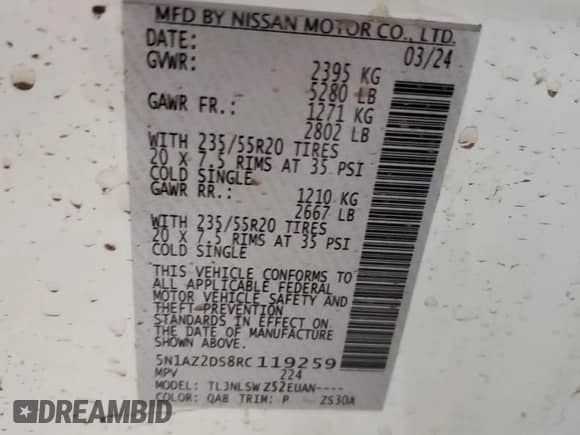 MFD BY NISSAN MOTOR CO., LTD.
DATE: 03/24
GVWR: 2395 KG
5280 LB
GAWR FR.: 1271 KG
2802 LB
WITH 235/55R20 TIRES
20 X 7.5 RIMS AT 35 PSI
COLD SINGLE
GAWR RR.: 1210 KG
2667 LB
WITH 235/55R20 TIRES
20 X 7.5 RIMS AT 35 PSI
COLD SINGLE
THIS VEHICLE CONFORMS TO
ALL APPLICABLE FEDERAL
MOTOR VEHICLE SAFETY AND
THEFT PREVENTION
STANDARDS IN EFFECT ON
THE DATE OF MANUFACTURE
SHOWN ABOVE.
5N1AZ2DS8RC119259
MPV 224
MODEL: TLJNLSWZ52EUAN----
COLOR: QAB TRIM: P ZS30A
DREAMBID